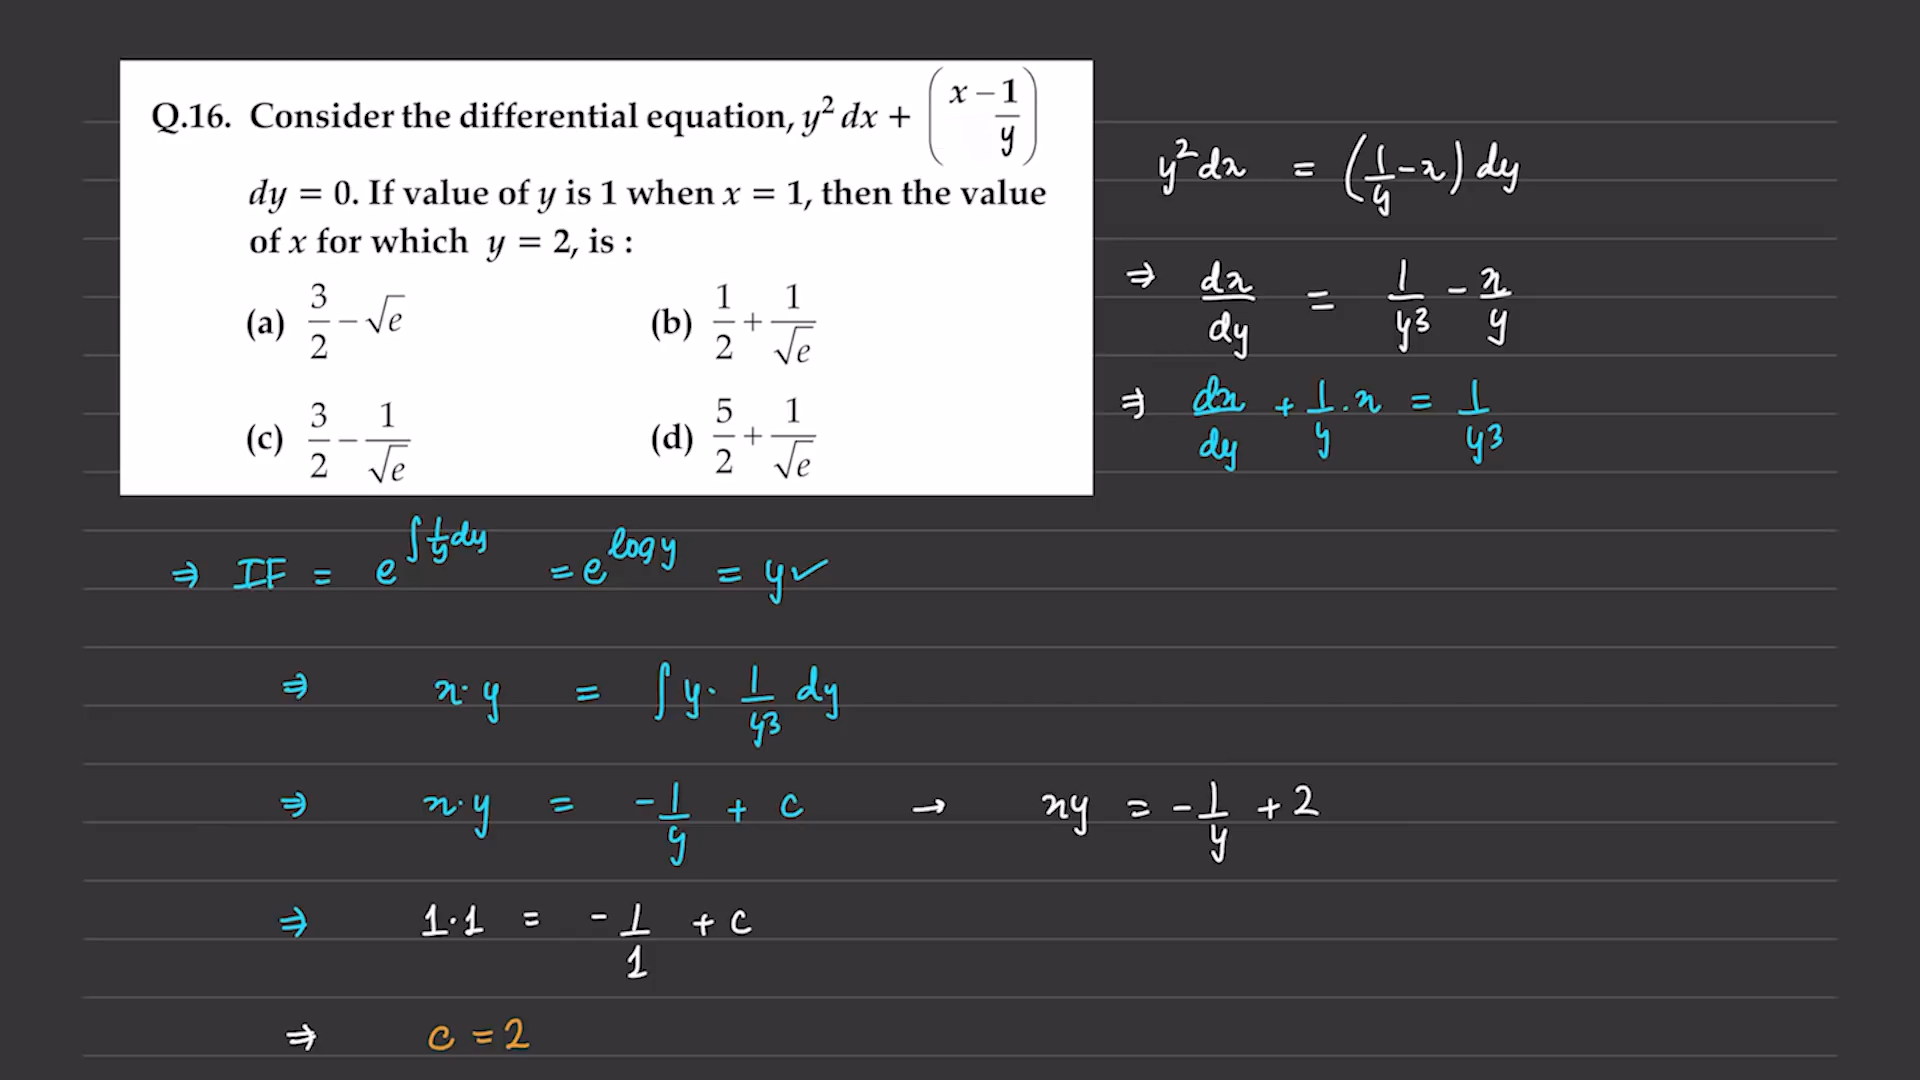 Q.16. Consider the differential equation, y² dx + (x − 1/y)
dy = 0. If value of y is 1 when x = 1, then the value
of x for which y = 2, is :
(a) 3/2 − √e (b) 1/2 + 1/√e
(c) 3/2 − 1/√e (d) 5/2 + 1/√e
y²dx = (1/y − x) dy
⇒ dx/dy = 1/y³ − x/y
⇒ dx/dy + 1/y · x = 1/y³
⇒ IF = e^∫1/y dy = e^log y = y ✓
⇒ x·y = ∫ y · 1/y³ dy
⇒ x·y = −1/y + c → xy = −1/y + 2
⇒ 1·1 = −1/1 + c
⇒ c = 2